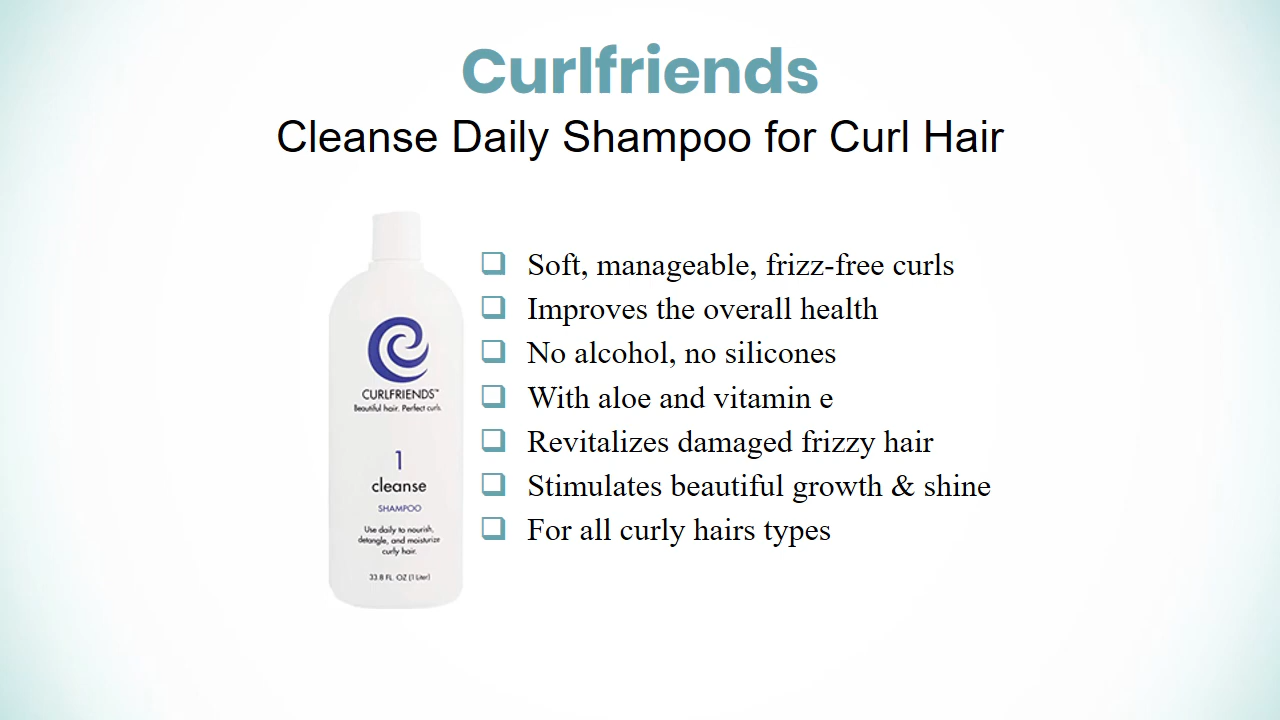 Curlfriends
Cleanse Daily Shampoo for Curl Hair
Soft, manageable, frizz-free curls
Improves the overall health
No alcohol, no silicones
With aloe and vitamin e
Revitalizes damaged frizzy hair
Stimulates beautiful growth & shine
For all curly hairs types
CURLFRIENDS™
Beautiful hair. Perfect curls.
1
cleanse
SHAMPOO
Use daily to nourish,
detangle, and moisturize
curly hair.
33.8 FL. OZ (1 Liter)